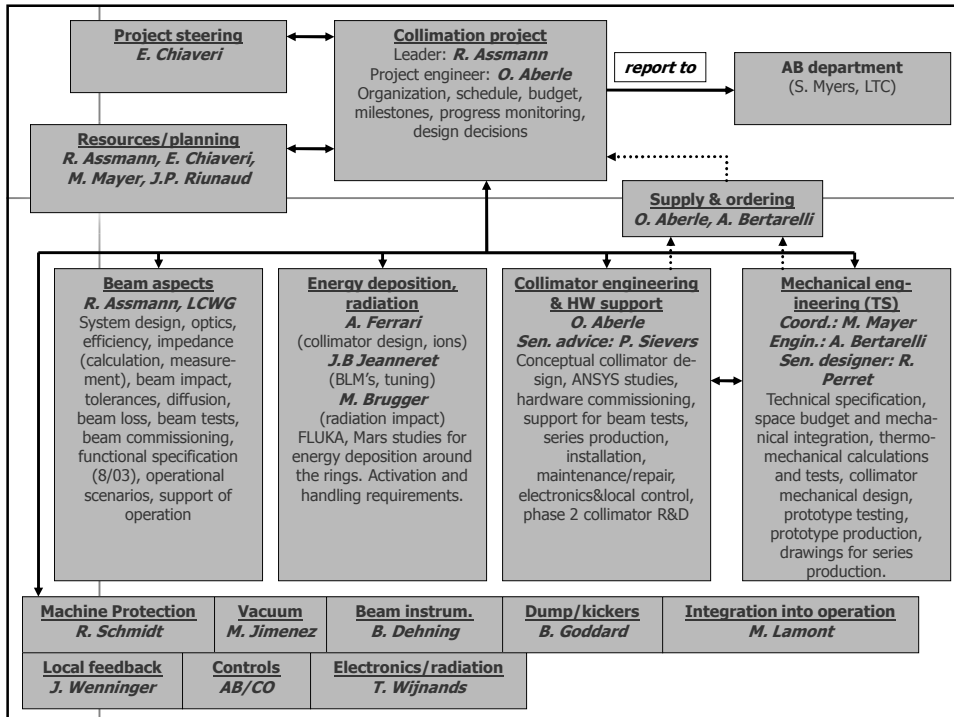 Project steering
E. Chiaveri
Collimation project
Leader: R. Assmann
Project engineer: O. Aberle
Organization, schedule, budget,
milestones, progress monitoring,
design decisions
report to
AB department
(S. Myers, LTC)
Resources/planning
R. Assmann, E. Chiaveri,
M. Mayer, J.P. Riunaud
Supply & ordering
O. Aberle, A. Bertarelli
Beam aspects
R. Assmann, LCWG
System design, optics,
efficiency, impedance
(calculation, measure-
ment), beam impact,
tolerances, diffusion,
beam loss, beam tests,
beam commissioning,
functional specification
(8/03), operational
scenarios, support of
operation
Energy deposition,
radiation
A. Ferrari
(collimator design, ions)
J.B Jeanneret
(BLM's, tuning)
M. Brugger
(radiation impact)
FLUKA, Mars studies for
energy deposition around
the rings. Activation and
handling requirements.
Collimator engineering
& HW support
O. Aberle
Sen. advice: P. Sievers
Conceptual collimator de-
sign, ANSYS studies,
hardware commissioning,
support for beam tests,
series production,
installation,
maintenance/repair,
electronics&local control,
phase 2 collimator R&D
Mechanical eng-
ineering (TS)
Coord.: M. Mayer
Engin.: A. Bertarelli
Sen. designer: R.
Perret
Technical specification,
space budget and mecha-
nical integration, thermo-
mechanical calculations
and tests, collimator
mechanical design,
prototype testing,
prototype production,
drawings for series
production.
Machine Protection
R. Schmidt
Vacuum
M. Jimenez
Beam instrum.
B. Dehning
Dump/kickers
B. Goddard
Integration into operation
M. Lamont
Local feedback
J. Wenninger
Controls
AB/CO
Electronics/radiation
T. Wijnands